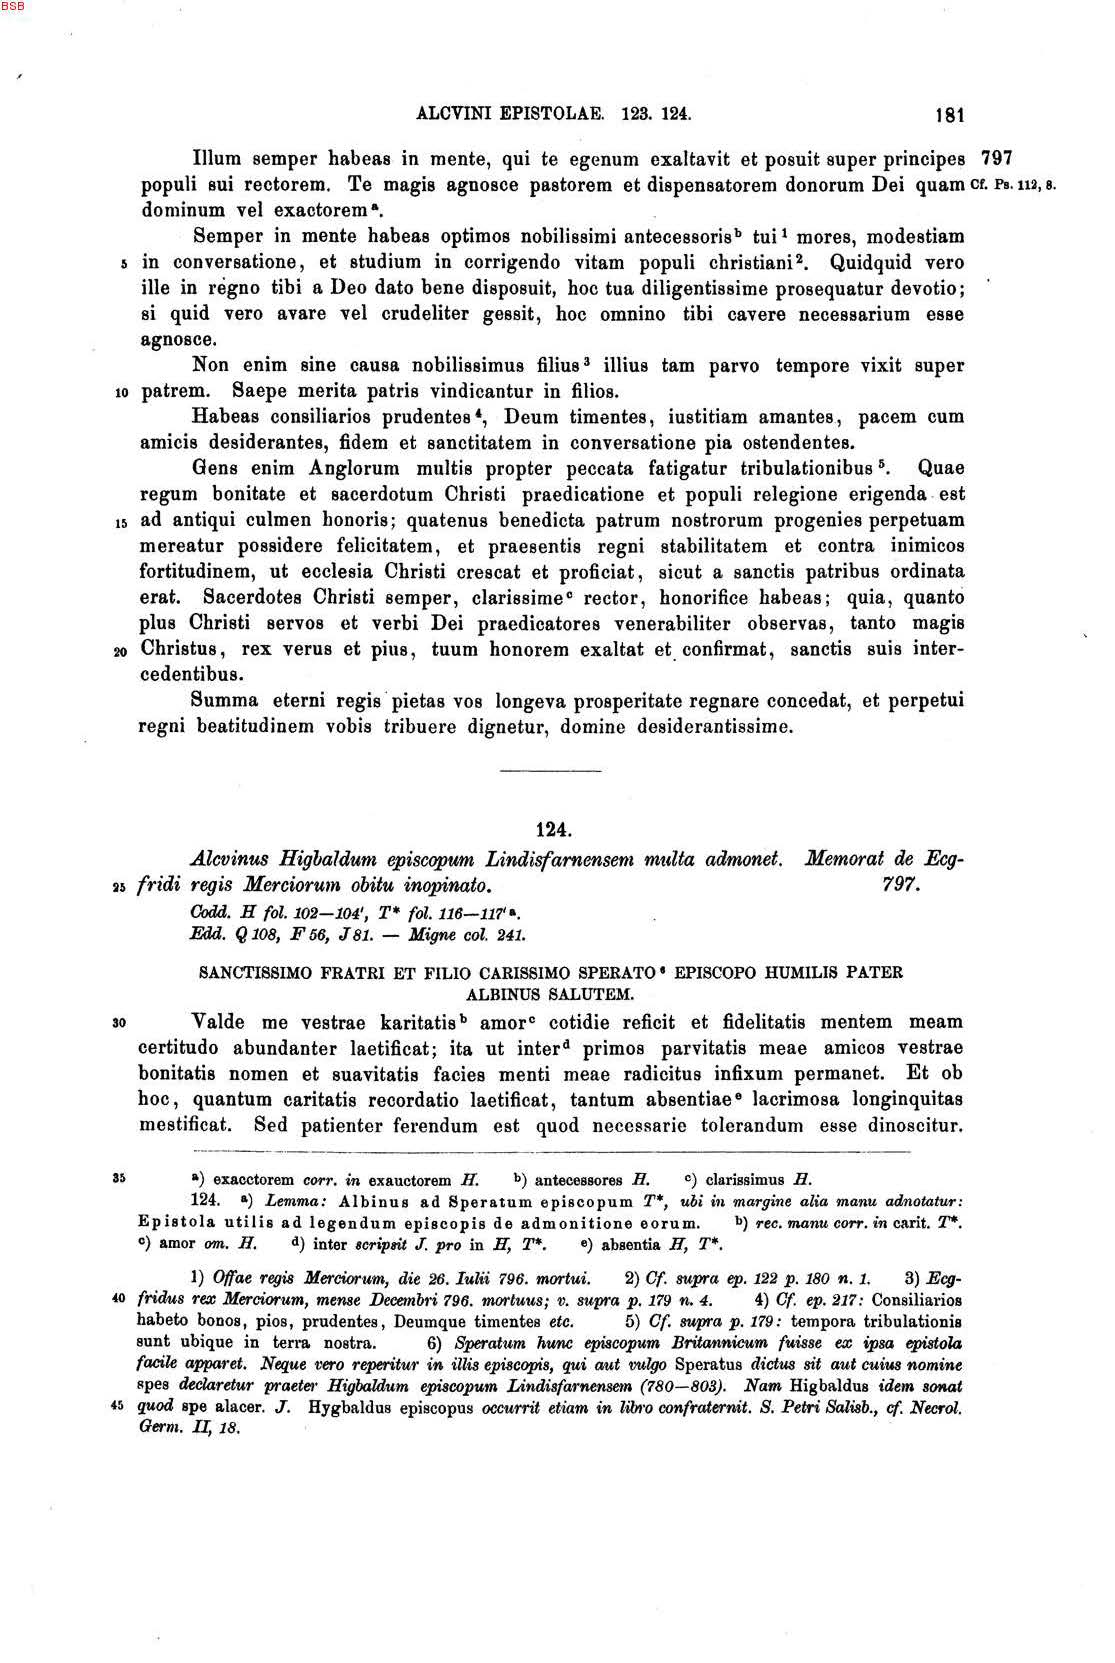 BSB
ALCVINI EPISTOLAE. 123. 124. 181
Illum semper habeas in mente, qui te egenum exaltavit et posuit super principes 797
populi sui rectorem. Te magis agnosce pastorem et dispensatorem donorum Dei quam Cf. Ps. 112, 8.
dominum vel exactorem a.
Semper in mente habeas optimos nobilissimi antecessoris b tui 1 mores, modestiam
5 in conversatione, et studium in corrigendo vitam populi christiani 2. Quidquid vero
ille in regno tibi a Deo dato bene disposuit, hoc tua diligentissime prosequatur devotio;
si quid vero avare vel crudeliter gessit, hoc omnino tibi cavere necessarium esse
agnosce.
Non enim sine causa nobilissimus filius 3 illius tam parvo tempore vixit super
10 patrem. Saepe merita patris vindicantur in filios.
Habeas consiliarios prudentes 4, Deum timentes, iustitiam amantes, pacem cum
amicis desiderantes, fidem et sanctitatem in conversatione pia ostendentes.
Gens enim Anglorum multis propter peccata fatigatur tribulationibus 5. Quae
regum bonitate et sacerdotum Christi praedicatione et populi relegione erigenda est
15 ad antiqui culmen honoris; quatenus benedicta patrum nostrorum progenies perpetuam
mereatur possidere felicitatem, et praesentis regni stabilitatem et contra inimicos
fortitudinem, ut ecclesia Christi crescat et proficiat, sicut a sanctis patribus ordinata
erat. Sacerdotes Christi semper, clarissime c rector, honorifice habeas; quia, quanto
plus Christi servos et verbi Dei praedicatores venerabiliter observas, tanto magis
20 Christus, rex verus et pius, tuum honorem exaltat et confirmat, sanctis suis inter-
cedentibus.
Summa eterni regis pietas vos longeva prosperitate regnare concedat, et perpetui
regni beatitudinem vobis tribuere dignetur, domine desiderantissime.
124.
Alcvinus Higbaldum episcopum Lindisfarnensem multa admonet. Memorat de Ecg-
25 fridi regis Merciorum obitu inopinato. 797.
Codd. H fol. 102—104', T* fol. 116—117' a.
Edd. Q 108, F 56, J 81. — Migne col. 241.
SANCTISSIMO FRATRI ET FILIO CARISSIMO SPERATO 6 EPISCOPO HUMILIS PATER
ALBINUS SALUTEM.
30 Valde me vestrae karitatis b amor c cotidie reficit et fidelitatis mentem meam
certitudo abundanter laetificat; ita ut inter d primos parvitatis meae amicos vestrae
bonitatis nomen et suavitatis facies menti meae radicitus infixum permanet. Et ob
hoc, quantum caritatis recordatio laetificat, tantum absentiae e lacrimosa longinquitas
mestificat. Sed patienter ferendum est quod necessarie tolerandum esse dinoscitur.
35 a) exacctorem corr. in exauctorem H. b) antecessores H. c) clarissimus H.
124. a) Lemma: Albinus ad Speratum episcopum T*, ubi in margine alia manu adnotatur:
Epistola utilis ad legendum episcopis de admonitione eorum. b) rec. manu corr. in carit. T*.
c) amor om. H. d) inter scripsit J. pro in H, T*. e) absentia H, T*.
1) Offae regis Merciorum, die 26. Iulii 796. mortui. 2) Cf. supra ep. 122 p. 180 n. 1. 3) Ecg-
40 fridus rex Merciorum, mense Decembri 796. mortuus; v. supra p. 179 n. 4. 4) Cf. ep. 217: Consiliarios
habeto bonos, pios, prudentes, Deumque timentes etc. 5) Cf. supra p. 179: tempora tribulationis
sunt ubique in terra nostra. 6) Speratum hunc episcopum Britannicum fuisse ex ipsa epistola
facile apparet. Neque vero reperitur in illis episcopis, qui aut vulgo Speratus dictus sit aut cuius nomine
spes declaretur praeter Higbaldum episcopum Lindisfarnensem (780—803). Nam Higbaldus idem sonat
45 quod spe alacer. J. Hygbaldus episcopus occurrit etiam in libro confraternit. S. Petri Salisb., cf. Necrol.
Germ. II, 18.